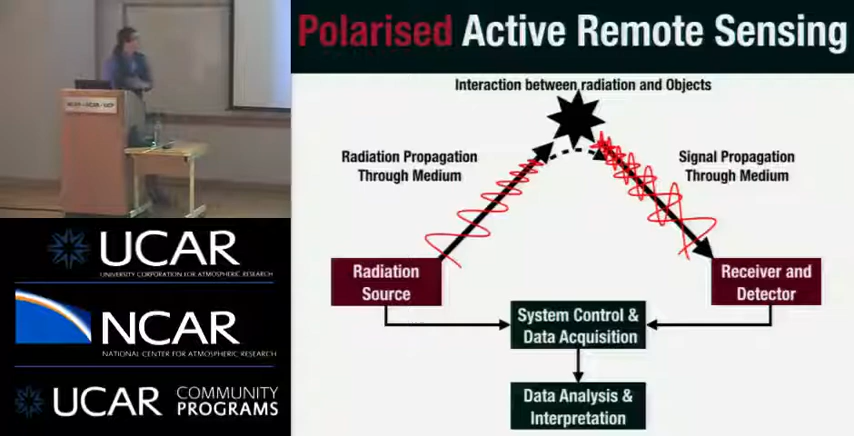 Polarised Active Remote Sensing
Interaction between radiation and Objects
Radiation Propagation
Through Medium
Signal Propagation
Through Medium
Radiation
Source
Receiver and
Detector
System Control &
Data Acquisition
Data Analysis &
Interpretation
UCAR
UNIVERSITY CORPORATION FOR ATMOSPHERIC RESEARCH
NCAR
NATIONAL CENTER FOR ATMOSPHERIC RESEARCH
UCAR COMMUNITY
PROGRAMS